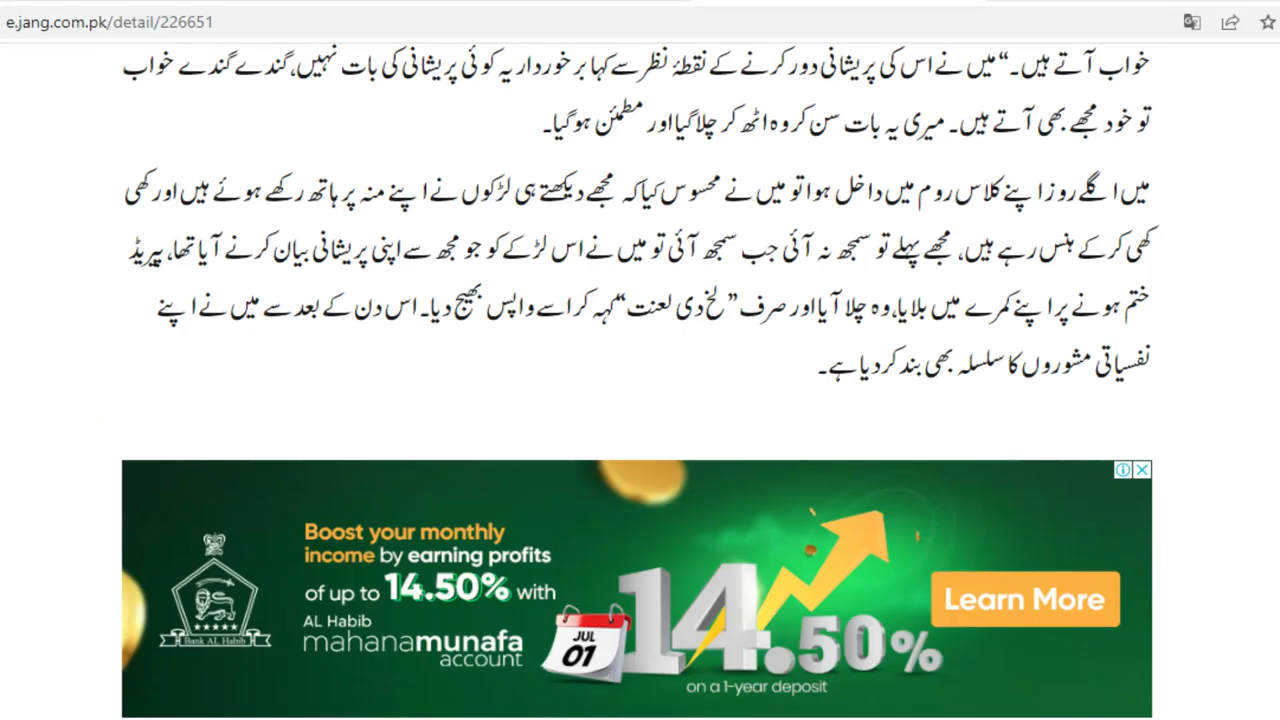 e.jang.com.pk/detail/226651
خواب آتے ہیں۔“ میں نے اس کی پریشانی دور کرنے کے نقطۂ نظر سے کہا برخوردار یہ کوئی پریشانی کی بات نہیں، گندے گندے خواب
تو خود مجھے بھی آتے ہیں۔ میری یہ بات سن کر وہ اٹھ کر چلا گیا اور مطمئن ہوگیا۔
میں اگلے روز اپنے کلاس روم میں داخل ہوا تو میں نے محسوس کیا کہ مجھے دیکھتے ہی لڑکوں نے اپنے منہ پر ہاتھ رکھے ہوئے ہیں اور کھی
کھی کرکے ہنس رہے ہیں، مجھے پہلے تو سمجھ نہ آئی جب سمجھ آئی تو میں نے اس لڑکے کو جو مجھ سے اپنی پریشانی بیان کرنے آیا تھا، پیریڈ
ختم ہونے پر اپنے کمرے میں بلایا، وہ چلا آیا اور صرف ”لخ دی لعنت“ کہہ کر اسے واپس بھیج دیا۔ اس دن کے بعد سے میں نے اپنے
نفسیاتی مشوروں کا سلسلہ بھی بند کردیا ہے۔
Boost your monthly
income by earning profits
of up to 14.50% with
AL Habib
mahanamunafa
account
Bank AL Habib
JUL
01
14.50%
on a 1-year deposit
Learn More